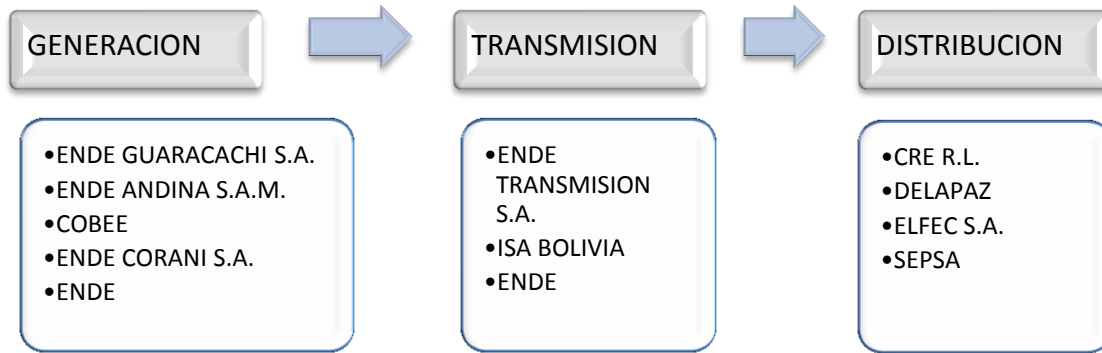 GENERACION
TRANSMISION
DISTRIBUCION
•ENDE GUARACACHI S.A.
•ENDE ANDINA S.A.M.
•COBEE
•ENDE CORANI S.A.
•ENDE
•ENDE
TRANSMISION
S.A.
•ISA BOLIVIA
•ENDE
•CRE R.L.
•DELAPAZ
•ELFEC S.A.
•SEPSA